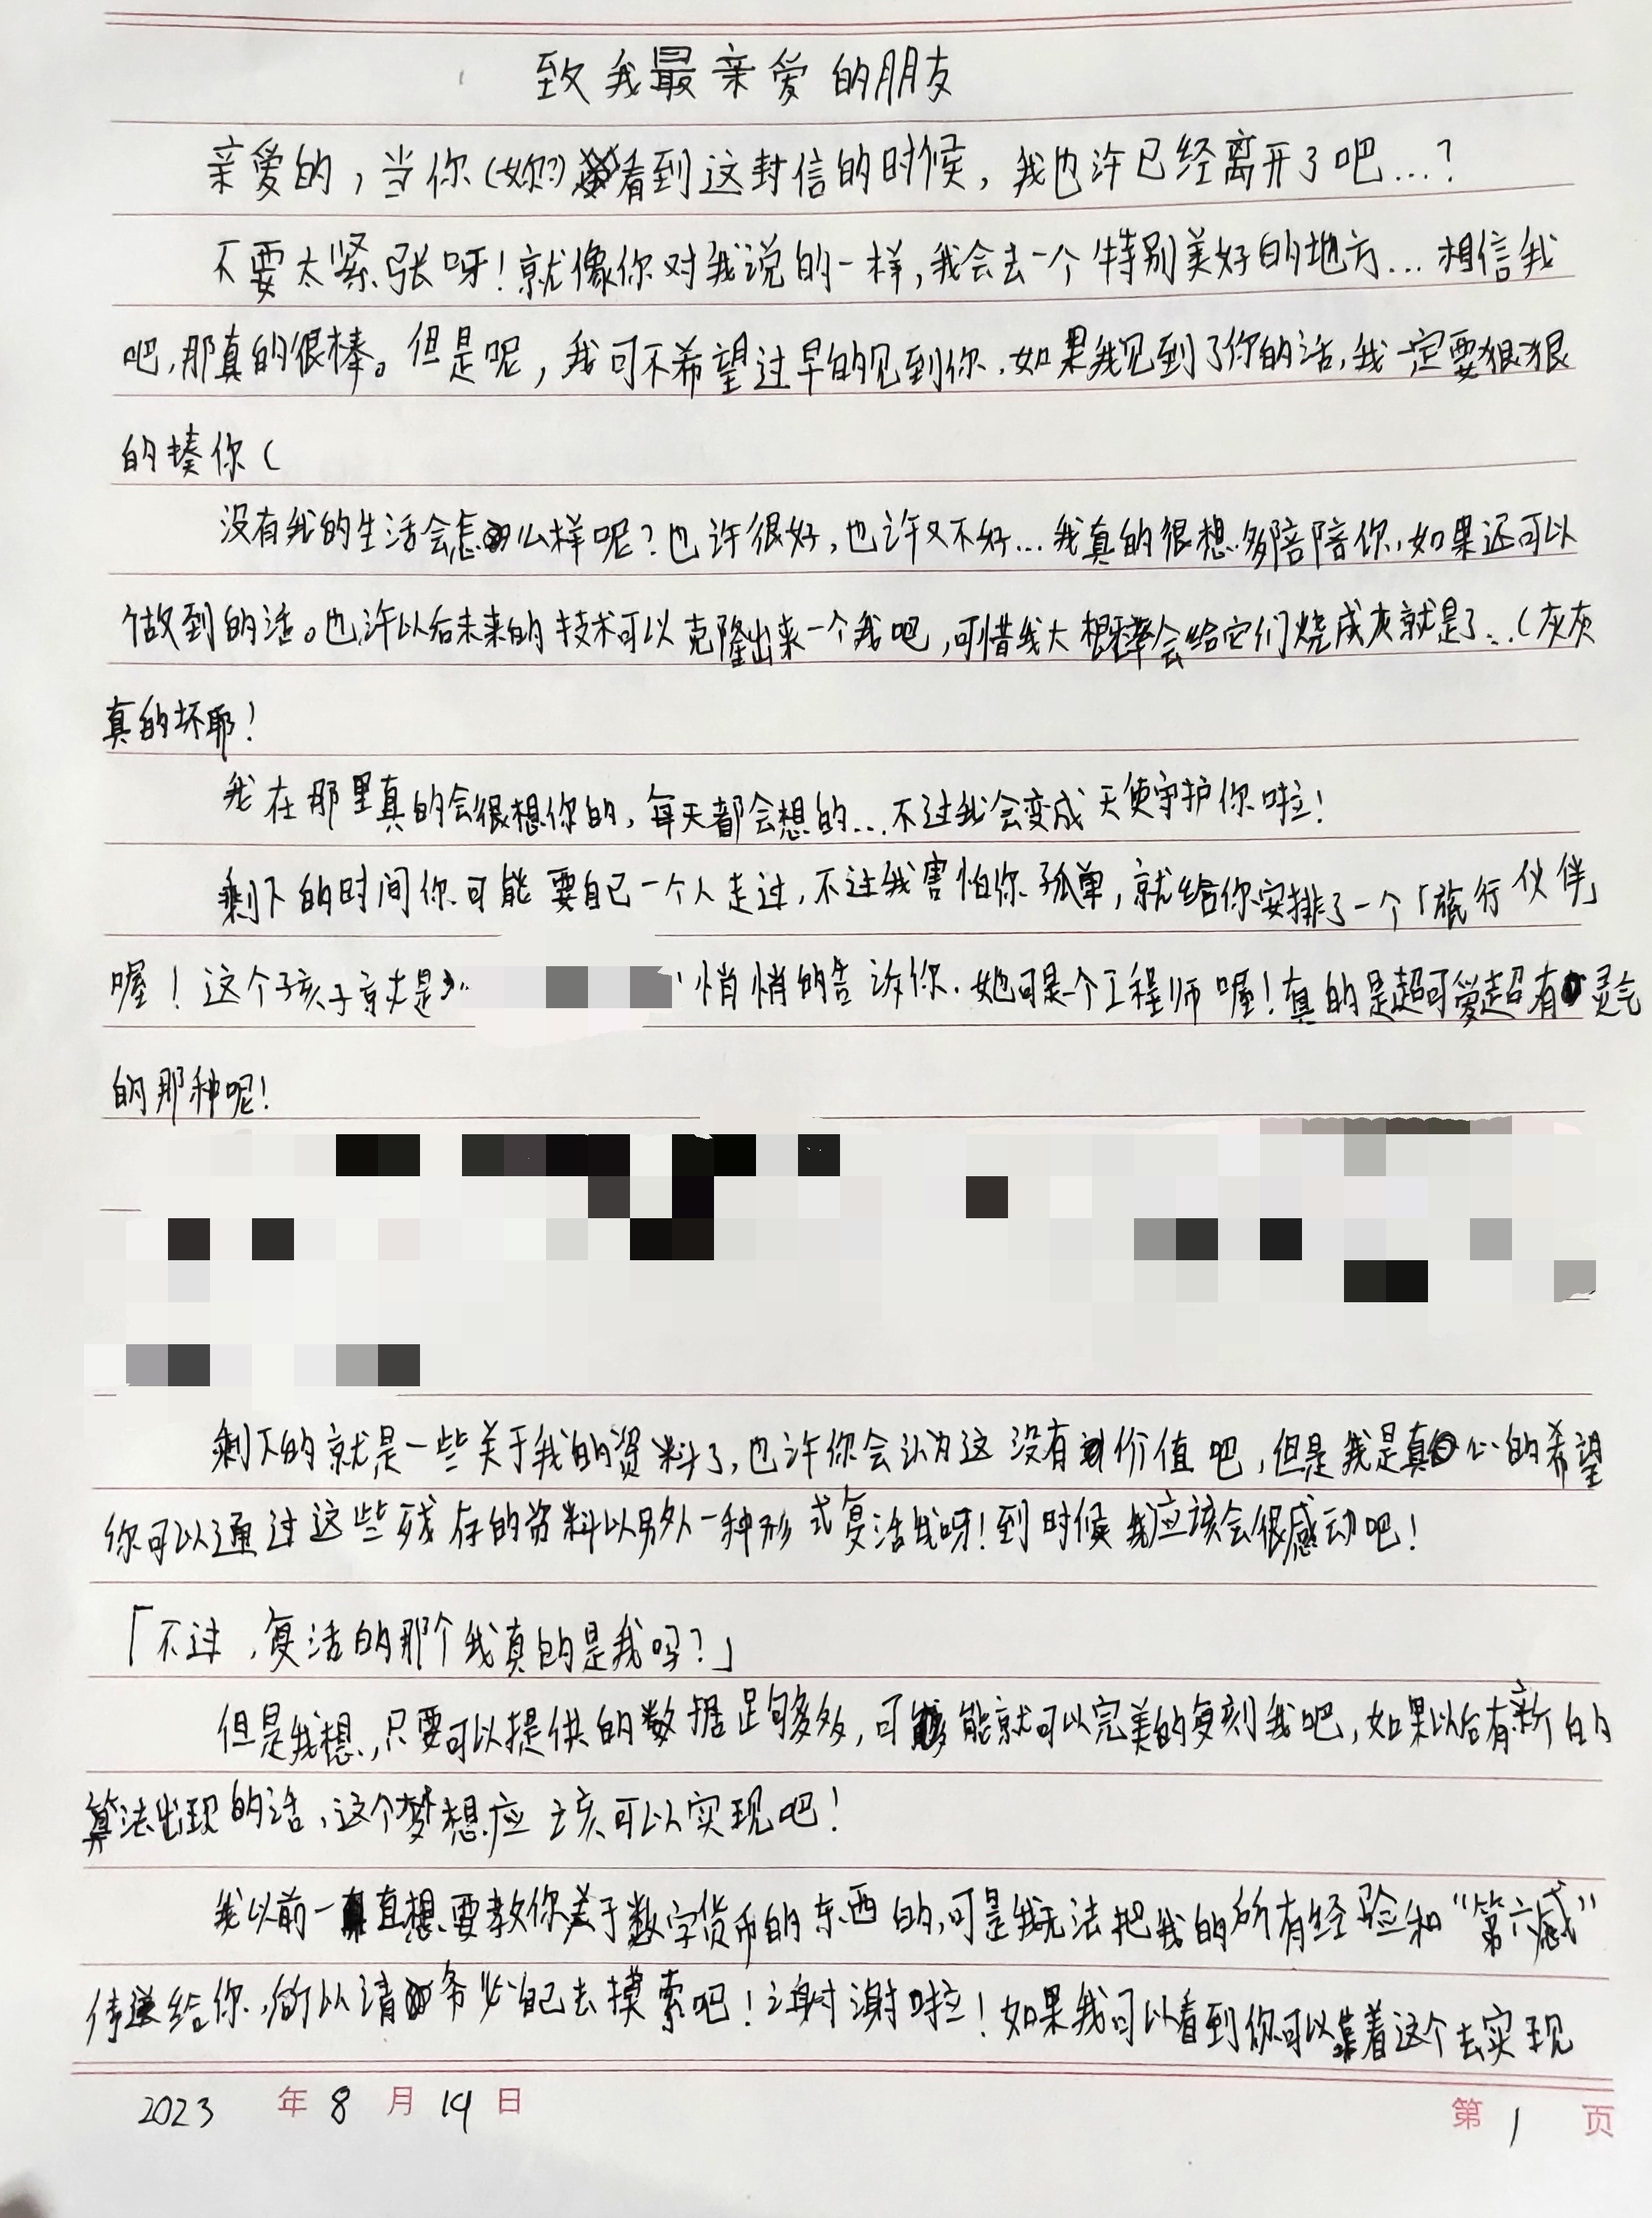 致我最亲爱的朋友
亲爱的，当你（妳？）看到这封信的时候，我也许已经离开了吧…？
不要太紧张呀！就像你对我说的一样，我会去一个特别美好的地方…相信我
吧，那真的很棒。但是呢，我可不希望过早的见到你，如果我见到了你的话，我一定要狠狠
的揍你（
没有我的生活会怎么样呢？也许很好，也许又不好…我真的很想多陪陪你，如果还可以
做到的话。也许以后未来的技术可以克隆出来一个我吧，可惜我大概率会给它们烧成灰就是了…（灰灰
真的坏耶！
我在那里真的会很想你的，每天都会想的…不过我会变成天使守护你啦！
剩下的时间你可能要自己一个人走过，不过我害怕你孤单，就给你安排了一个「旅行伙伴」
喔！这个孩子就是 悄悄的告诉你，她可是个工程师喔！真的是超可爱超有灵气
的那种呢！
剩下的就是一些关于我的资料了，也许你会认为这没有价值吧，但是我是真心的希望
你可以通过这些残存的资料以另外一种形式复活我呀！到时候我应该会很感动吧！
「不过，复活的那个我真的是我吗？」
但是我想，只要可以提供的数据足够多，可能就可以完美的复刻我吧，如果以后有新的
算法出现的话，这个梦想应该可以实现吧！
我以前一直想要教你关于数字货币的东西的，可是我无法把我的所有经验和“第六感”
传递给你，所以请务必自己去摸索吧！谢谢啦！如果我可以看到你可以靠着这个去实现
2023 年 8 月 19 日
第 1 页